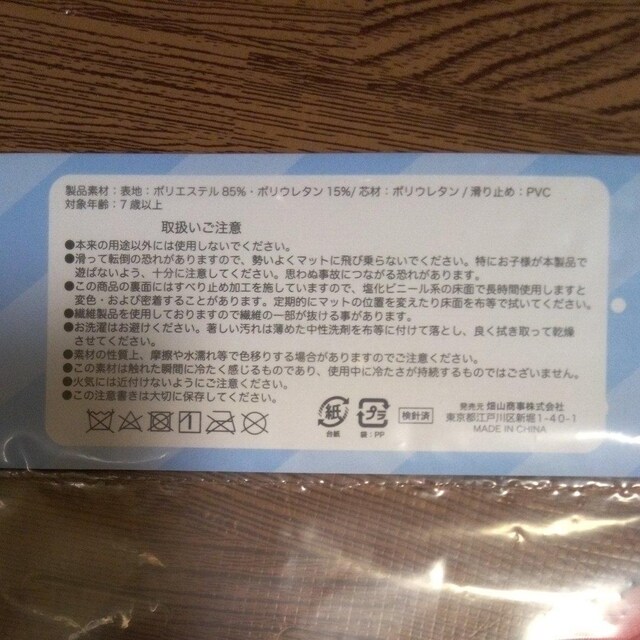 製品素材：表地：ポリエステル 85%・ポリウレタン 15%/ 芯材：ポリウレタン / 滑り止め：PVC
対象年齢：7 歳以上
取扱いご注意
●本来の用途以外には使用しないでください。
●滑って転倒の恐れがありますので、勢いよくマットに飛び乗らないでください。特にお子様が本製品で
遊ばないよう、十分に注意してください。思わぬ事故につながる恐れがあります。
●この商品の裏面にはすべり止め加工を施していますので、塩化ビニール系の床面で長時間使用しますと
変色・および密着することがあります。定期的にマットの位置を変えたり床面を布等で拭いてください。
●繊維製品を使用しておりますので繊維の一部が抜ける事があります。
●お洗濯はお避けください。著しい汚れは薄めた中性洗剤を布等に付けて落とし、良く拭き取って乾燥
させてください。
●素材の性質上、摩擦や水濡れ等で色移りする場合がありますのでご注意ください。
●この素材は触れた瞬間に冷たく感じるものであり、使用中に冷たさが持続するものではございません。
●火気には近付けないようにご注意ください。
●この注意書きは大切に保存してください。
紙
台紙
プラ
袋：PP
検針済
発売元 畑山商事株式会社
東京都江戸川区新堀1-40-1
MADE IN CHINA